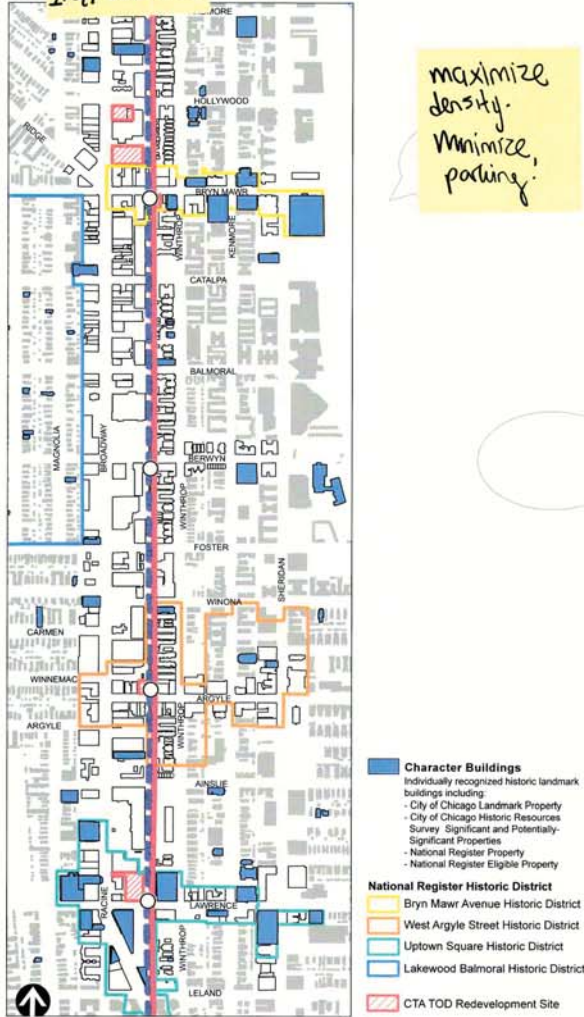 HOLLYWOOD
RIDGE
BRYN MAWR
WINTHROP
KENMORE
CATALPA
BALMORAL
MAGNOLIA
BROADWAY
BERWYN
WINTHROP
FOSTER
SHERIDAN
WINONA
CARMEN
WINNEMAC
ARGYLE
ARGYLE
WINTHROP
AINSLIE
RACINE
LAWRENCE
WINTHROP
LELAND
maximize
density.
Minimize
parking!
Character Buildings
Individually recognized historic landmark
buildings including:
- City of Chicago Landmark Property
- City of Chicago Historic Resources
Survey Significant and Potentially-
Significant Properties
- National Register Property
- National Register Eligible Property
National Register Historic District
Bryn Mawr Avenue Historic District
West Argyle Street Historic District
Uptown Square Historic District
Lakewood Balmoral Historic District
CTA TOD Redevelopment Site